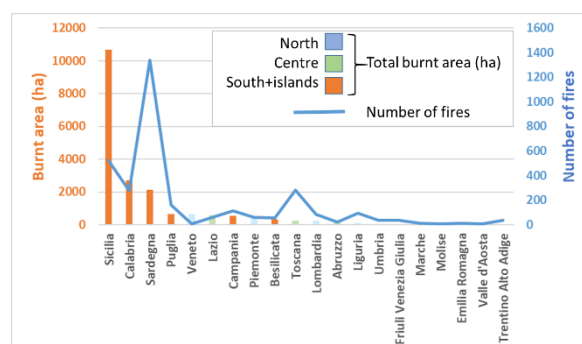 12000
10000
8000
6000
4000
2000
0
Burnt area (ha)
1600
1400
1200
1000
800
600
400
200
0
Number of fires
North
Centre
South+islands
Total burnt area (ha)
Number of fires
Sicilia
Calabria
Sardegna
Puglia
Veneto
Lazio
Campania
Piemonte
Besilicata
Toscana
Lombardia
Abruzzo
Liguria
Umbria
Friuli Venezia Giulia
Marche
Molise
Emilia Romagna
Valle d'Aosta
Trentino Alto Adige